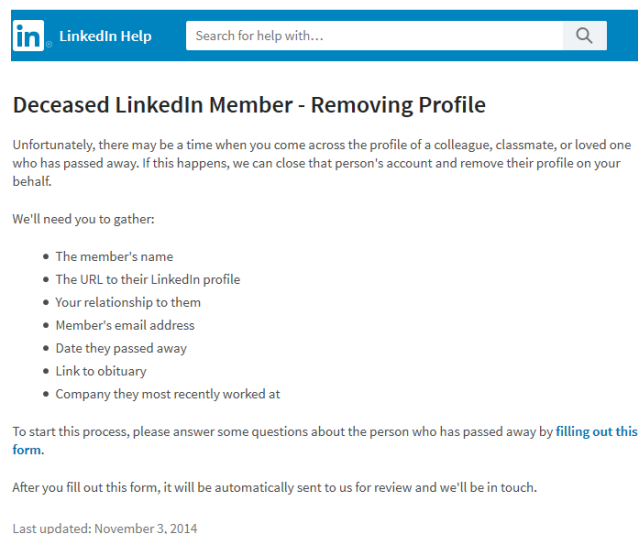 in® LinkedIn Help Search for help with...
Deceased LinkedIn Member - Removing Profile
Unfortunately, there may be a time when you come across the profile of a colleague, classmate, or loved one
who has passed away. If this happens, we can close that person's account and remove their profile on your
behalf.
We'll need you to gather:
• The member's name
• The URL to their LinkedIn profile
• Your relationship to them
• Member's email address
• Date they passed away
• Link to obituary
• Company they most recently worked at
To start this process, please answer some questions about the person who has passed away by filling out this
form.
After you fill out this form, it will be automatically sent to us for review and we'll be in touch.
Last updated: November 3, 2014